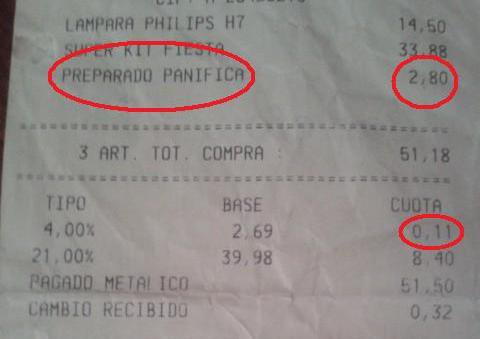 LAMPARA PHILIPS H7 14,50
SUPER KIT FIESTA 33,88
PREPARADO PANIFICA 2,80
3 ART. TOT. COMPRA : 51,18
TIPO BASE CUOTA
4,00% 2,69 0,11
21,00% 39,98 8,40
PAGADO METALICO 51,50
CAMBIO RECIBIDO 0,32